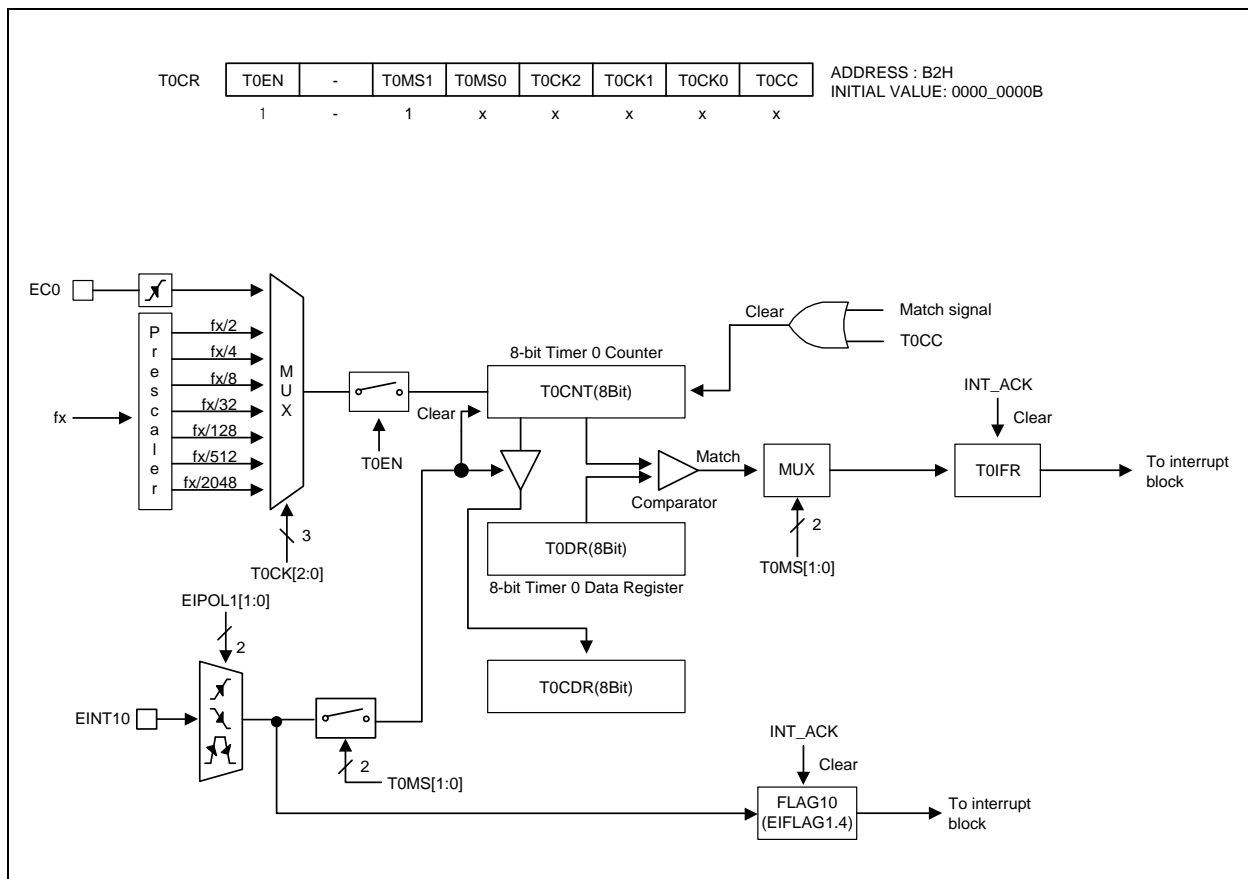 T0CR T0EN - T0MS1 T0MS0 T0CK2 T0CK1 T0CK0 T0CC
ADDRESS : B2H
INITIAL VALUE: 0000_0000B
1 - 1 x x x x x
EC0
fx
Prescaler
fx/2
fx/4
fx/8
fx/32
fx/128
fx/512
fx/2048
MUX
3
T0CK[2:0]
T0EN
8-bit Timer 0 Counter
T0CNT(8Bit)
Clear
Clear
Match signal
T0CC
Match
Comparator
T0DR(8Bit)
8-bit Timer 0 Data Register
MUX
2
T0MS[1:0]
INT_ACK
Clear
T0IFR
To interrupt
block
T0CDR(8Bit)
EIPOL1[1:0]
2
EINT10
2
T0MS[1:0]
INT_ACK
Clear
FLAG10
(EIFLAG1.4)
To interrupt
block